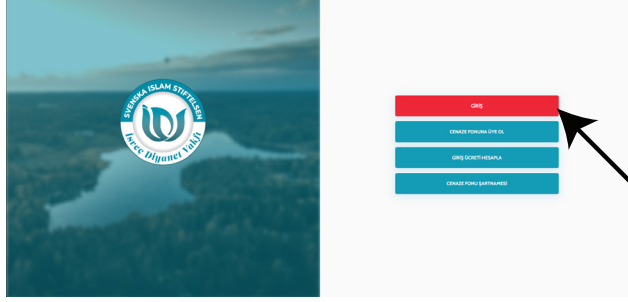 SVENSKA ISLAM STIFTELSEN
İsveç Diyanet Vakfı
GİRİŞ
CENAZE FONUNA ÜYE OL
GİRİŞ ÜCRETİ HESAPLA
CENAZE FONU ŞARTNAMESİ